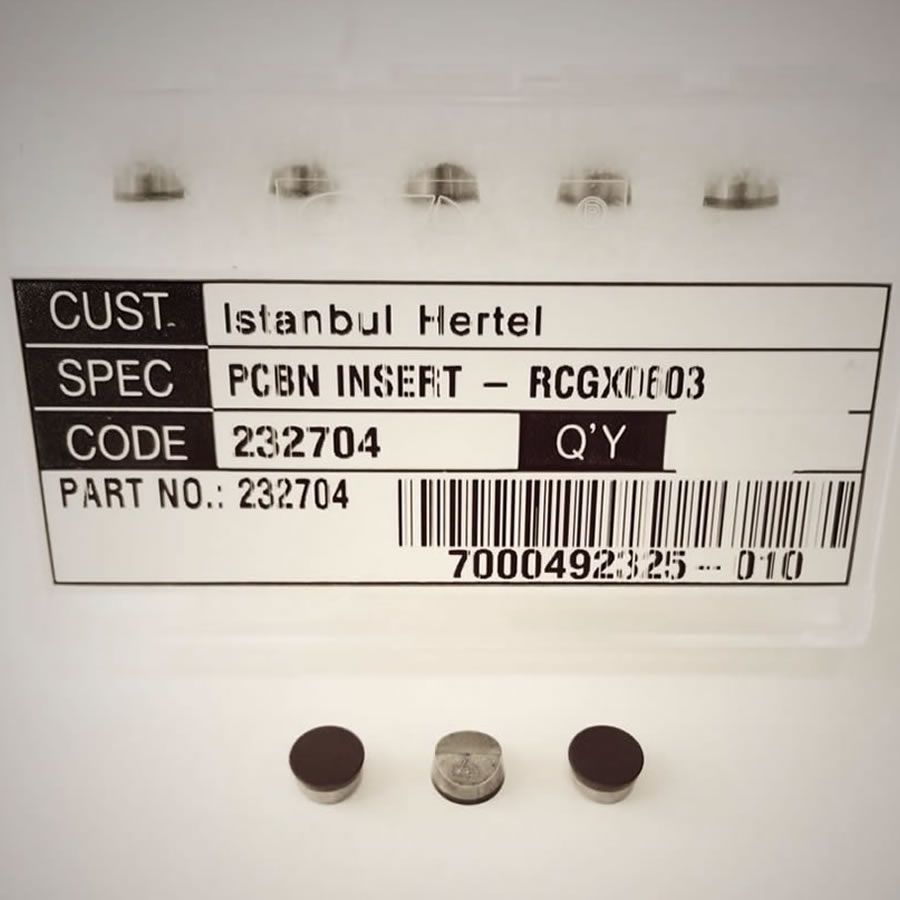 CUST. Istanbul Hertel
SPEC PCBN INSERT - RCGX0603
CODE 232704 Q'Y
PART NO.: 232704
7000492325-010